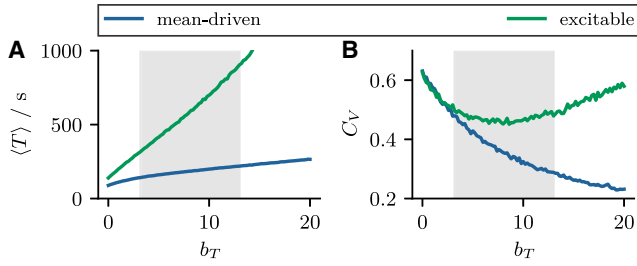 mean-driven excitable
A
⟨T⟩ / s
1000
500
0
0 10 20
b_T
B
C_V
0.6
0.4
0.2
0 10 20
b_T